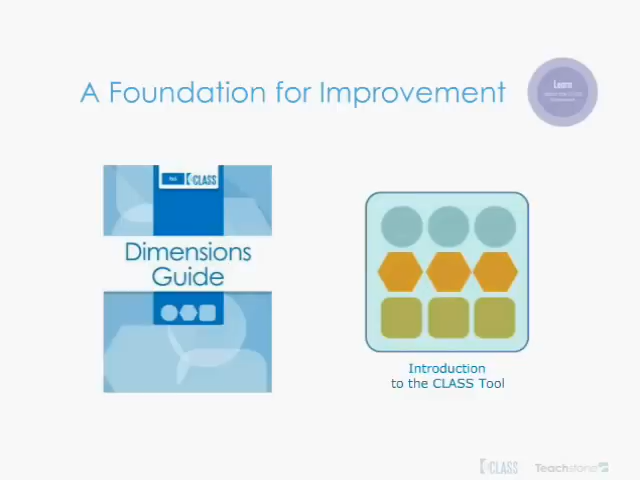 A Foundation for Improvement
Learn
CLASS
Dimensions
Guide
Introduction
to the CLASS Tool
CLASS
Teachstone